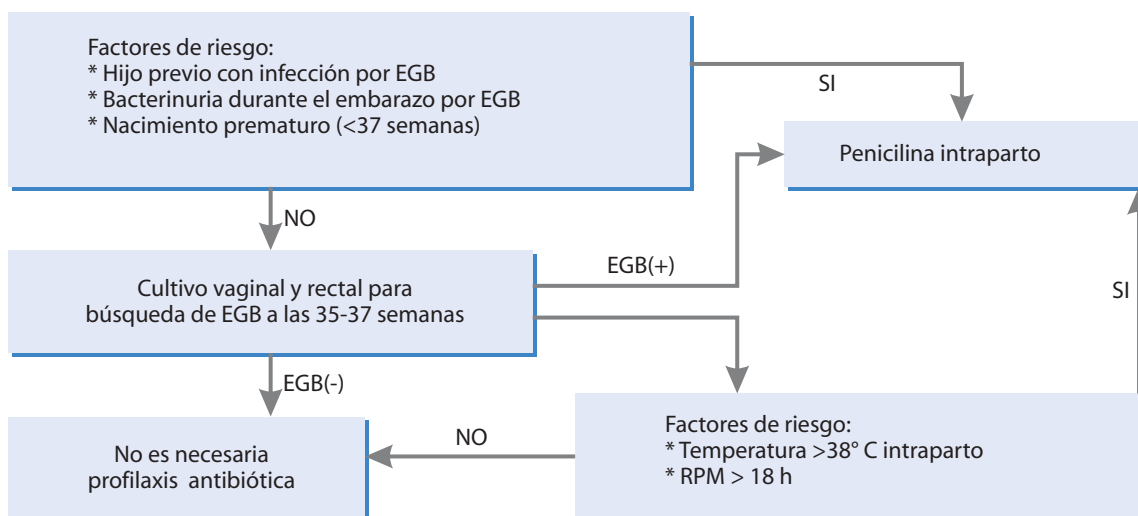 Factores de riesgo:
* Hijo previo con infección por EGB
* Bacterinuria durante el embarazo por EGB
* Nacimiento prematuro (<37 semanas)
SI
Penicilina intraparto
NO
EGB(+)
Cultivo vaginal y rectal para
búsqueda de EGB a las 35-37 semanas
SI
EGB(-)
No es necesaria
profilaxis antibiótica
NO
Factores de riesgo:
* Temperatura >38° C intraparto
* RPM > 18 h